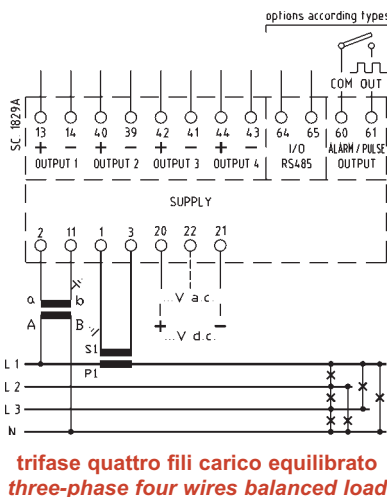 options according types
COM OUT
SC. 1829A
13 14 40 39 42 41 44 43 64 65 60 61
+ − + − + − + − I/O ALARM / PULSE
OUTPUT 1 OUTPUT 2 OUTPUT 3 OUTPUT 4 RS485 OUTPUT
SUPPLY
2 11 1 3 20 22 21
a b ...V a.c.
A B + −
...V d.c.
S1
P1
L 1
L 2
L 3
N
trifase quattro fili carico equilibrato
three-phase four wires balanced load